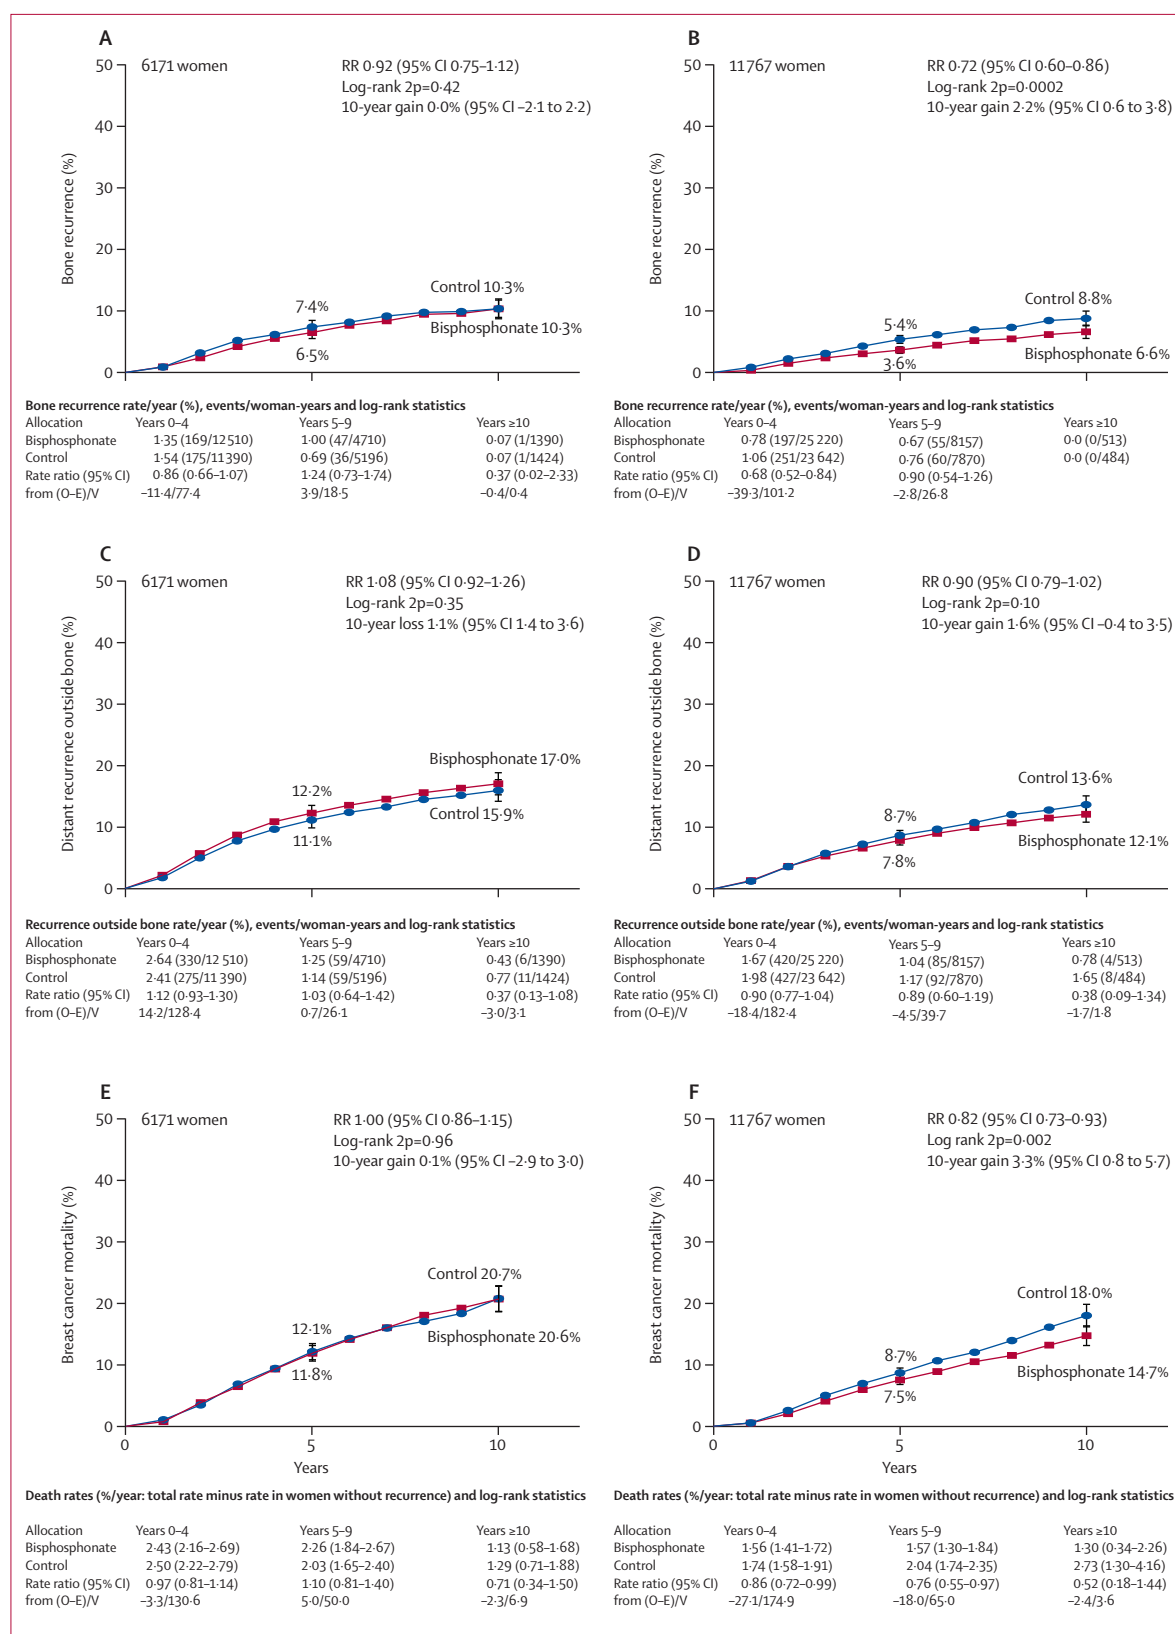 A
6171 women
RR 0·92 (95% CI 0·75–1·12)
Log-rank 2p=0·42
10-year gain 0·0% (95% CI –2·1 to 2·2)
Bone recurrence (%)
50
40
30
20
10
0
7·4%
6·5%
Control 10·3%
Bisphosphonate 10·3%
Bone recurrence rate/year (%), events/woman-years and log-rank statistics
Allocation Years 0–4 Years 5–9 Years ≥10
Bisphosphonate 1·35 (169/12 510) 1·00 (47/4710) 0·07 (1/1390)
Control 1·54 (175/11 390) 0·69 (36/5196) 0·07 (1/1424)
Rate ratio (95% CI) 0·86 (0·66–1·07) 1·24 (0·73–1·74) 0·37 (0·02–2·33)
from (O–E)/V –11·4/77·4 3·9/18·5 –0·4/0·4
B
11 767 women
RR 0·72 (95% CI 0·60–0·86)
Log-rank 2p=0·0002
10-year gain 2·2% (95% CI 0·6 to 3·8)
Bone recurrence (%)
50
40
30
20
10
0
5·4%
3·6%
Control 8·8%
Bisphosphonate 6·6%
Bone recurrence rate/year (%), events/woman-years and log-rank statistics
Allocation Years 0–4 Years 5–9 Years ≥10
Bisphosphonate 0·78 (197/25 220) 0·67 (55/8157) 0·0 (0/513)
Control 1·06 (251/23 642) 0·76 (60/7870) 0·0 (0/484)
Rate ratio (95% CI) 0·68 (0·52–0·84) 0·90 (0·54–1·26)
from (O–E)/V –39·3/101·2 –2·8/26·8
C
6171 women
RR 1·08 (95% CI 0·92–1·26)
Log-rank 2p=0·35
10-year loss 1·1% (95% CI 1·4 to 3·6)
Distant recurrence outside bone (%)
50
40
30
20
10
0
12·2%
11·1%
Bisphosphonate 17·0%
Control 15·9%
Recurrence outside bone rate/year (%), events/woman-years and log-rank statistics
Allocation Years 0–4 Years 5–9 Years ≥10
Bisphosphonate 2·64 (330/12 510) 1·25 (59/4710) 0·43 (6/1390)
Control 2·41 (275/11 390) 1·14 (59/5196) 0·77 (11/1424)
Rate ratio (95% CI) 1·12 (0·93–1·30) 1·03 (0·64–1·42) 0·37 (0·13–1·08)
from (O–E)/V 14·2/128·4 0·7/26·1 –3·0/3·1
D
11 767 women
RR 0·90 (95% CI 0·79–1·02)
Log-rank 2p=0·10
10-year gain 1·6% (95% CI –0·4 to 3·5)
Distant recurrence outside bone (%)
50
40
30
20
10
0
8·7%
7·8%
Control 13·6%
Bisphosphonate 12·1%
Recurrence outside bone rate/year (%), events/woman-years and log-rank statistics
Allocation Years 0–4 Years 5–9 Years ≥10
Bisphosphonate 1·67 (420/25 220) 1·04 (85/8157) 0·78 (4/513)
Control 1·98 (427/23 642) 1·17 (92/7870) 1·65 (8/484)
Rate ratio (95% CI) 0·90 (0·77–1·04) 0·89 (0·60–1·19) 0·38 (0·09–1·34)
from (O–E)/V –18·4/182·4 –4·5/39·7 –1·7/1·8
E
6171 women
RR 1·00 (95% CI 0·86–1·15)
Log-rank 2p=0·96
10-year gain 0·1% (95% CI –2·9 to 3·0)
Breast cancer mortality (%)
50
40
30
20
10
0
12·1%
11·8%
Control 20·7%
Bisphosphonate 20·6%
0 5 10
Years
Death rates (%/year: total rate minus rate in women without recurrence) and log-rank statistics
Allocation Years 0–4 Years 5–9 Years ≥10
Bisphosphonate 2·43 (2·16–2·69) 2·26 (1·84–2·67) 1·13 (0·58–1·68)
Control 2·50 (2·22–2·79) 2·03 (1·65–2·40) 1·29 (0·71–1·88)
Rate ratio (95% CI) 0·97 (0·81–1·14) 1·10 (0·81–1·40) 0·71 (0·34–1·50)
from (O–E)/V –3·3/130·6 5·0/50·0 –2·3/6·9
F
11 767 women
RR 0·82 (95% CI 0·73–0·93)
Log rank 2p=0·002
10-year gain 3·3% (95% CI 0·8 to 5·7)
Breast cancer mortality (%)
50
40
30
20
10
0
8·7%
7·5%
Control 18·0%
Bisphosphonate 14·7%
0 5 10
Years
Death rates (%/year: total rate minus rate in women without recurrence) and log-rank statistics
Allocation Years 0–4 Years 5–9 Years ≥10
Bisphosphonate 1·56 (1·41–1·72) 1·57 (1·30–1·84) 1·30 (0·34–2·26)
Control 1·74 (1·58–1·91) 2·04 (1·74–2·35) 2·73 (1·30–4·16)
Rate ratio (95% CI) 0·86 (0·72–0·99) 0·76 (0·55–0·97) 0·52 (0·18–1·44)
from (O–E)/V –27·1/174·9 –18·0/65·0 –2·4/3·6